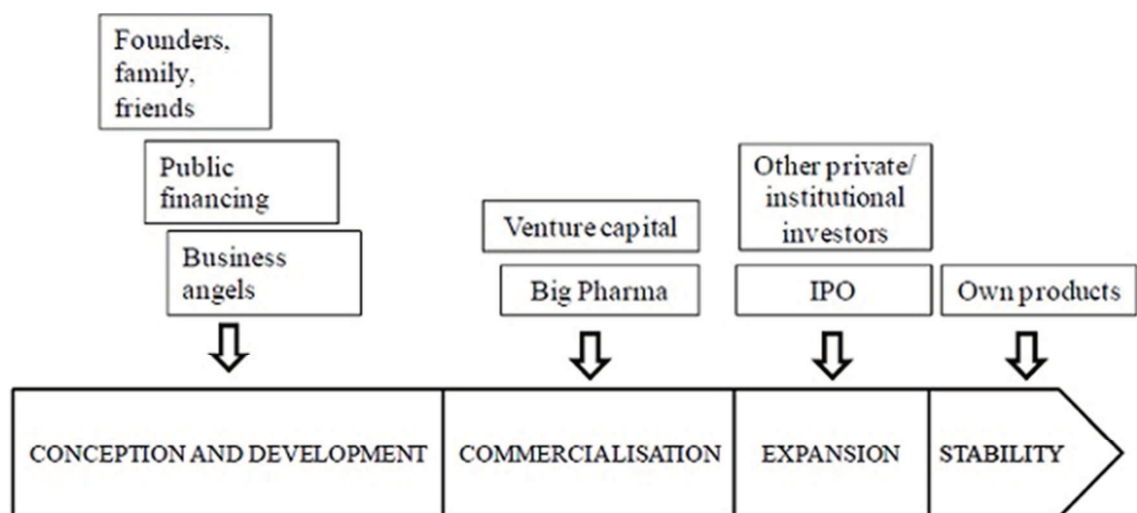 Founders,
family,
friends
Public
financing
Business
angels
Venture capital
Big Pharma
Other private/
institutional
investors
IPO
Own products
CONCEPTION AND DEVELOPMENT
COMMERCIALISATION
EXPANSION
STABILITY